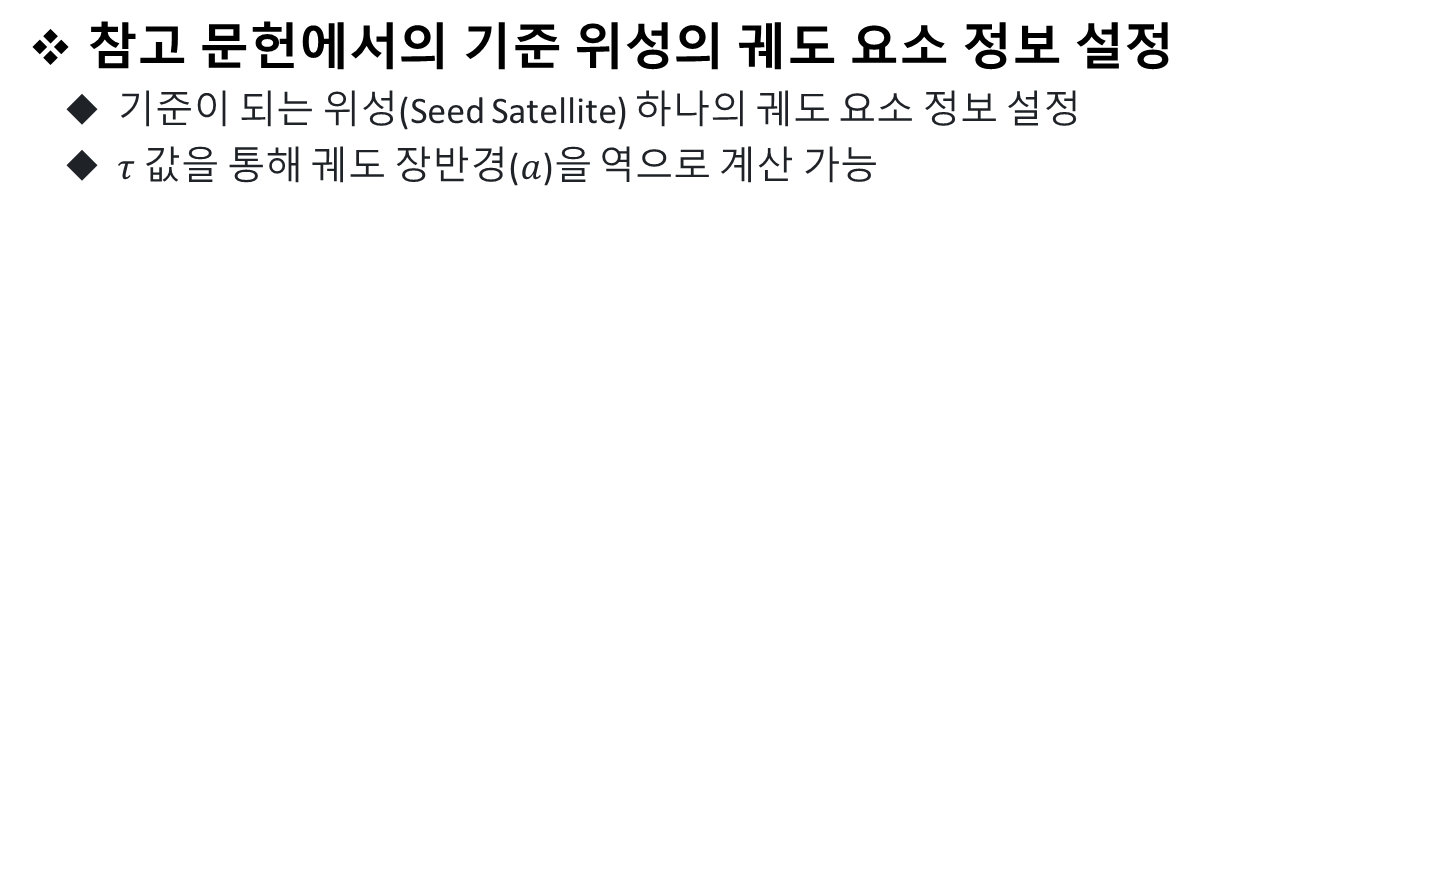 ❖ 참고 문헌에서의 기준 위성의 궤도 요소 정보 설정
◆ 기준이 되는 위성(Seed Satellite) 하나의 궤도 요소 정보 설정
◆ τ 값을 통해 궤도 장반경(a)을 역으로 계산 가능